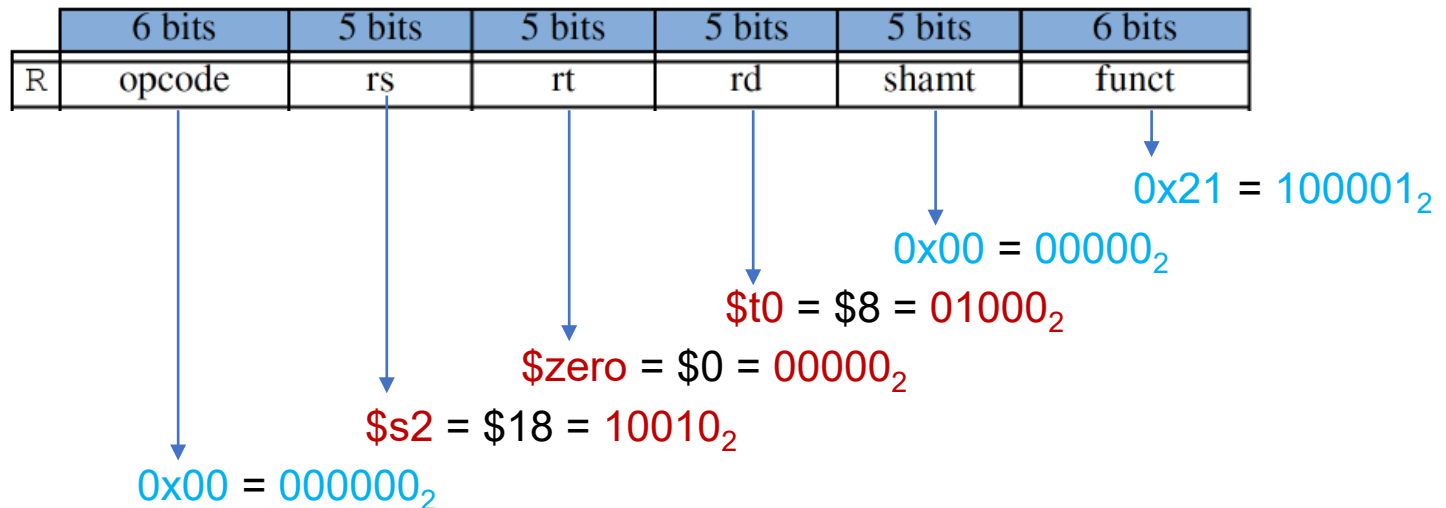 6 bits 5 bits 5 bits 5 bits 5 bits 6 bits
R opcode rs rt rd shamt funct
0x21 = 100001₂
0x00 = 00000₂
$t0 = $8 = 01000₂
$zero = $0 = 00000₂
$s2 = $18 = 10010₂
0x00 = 000000₂